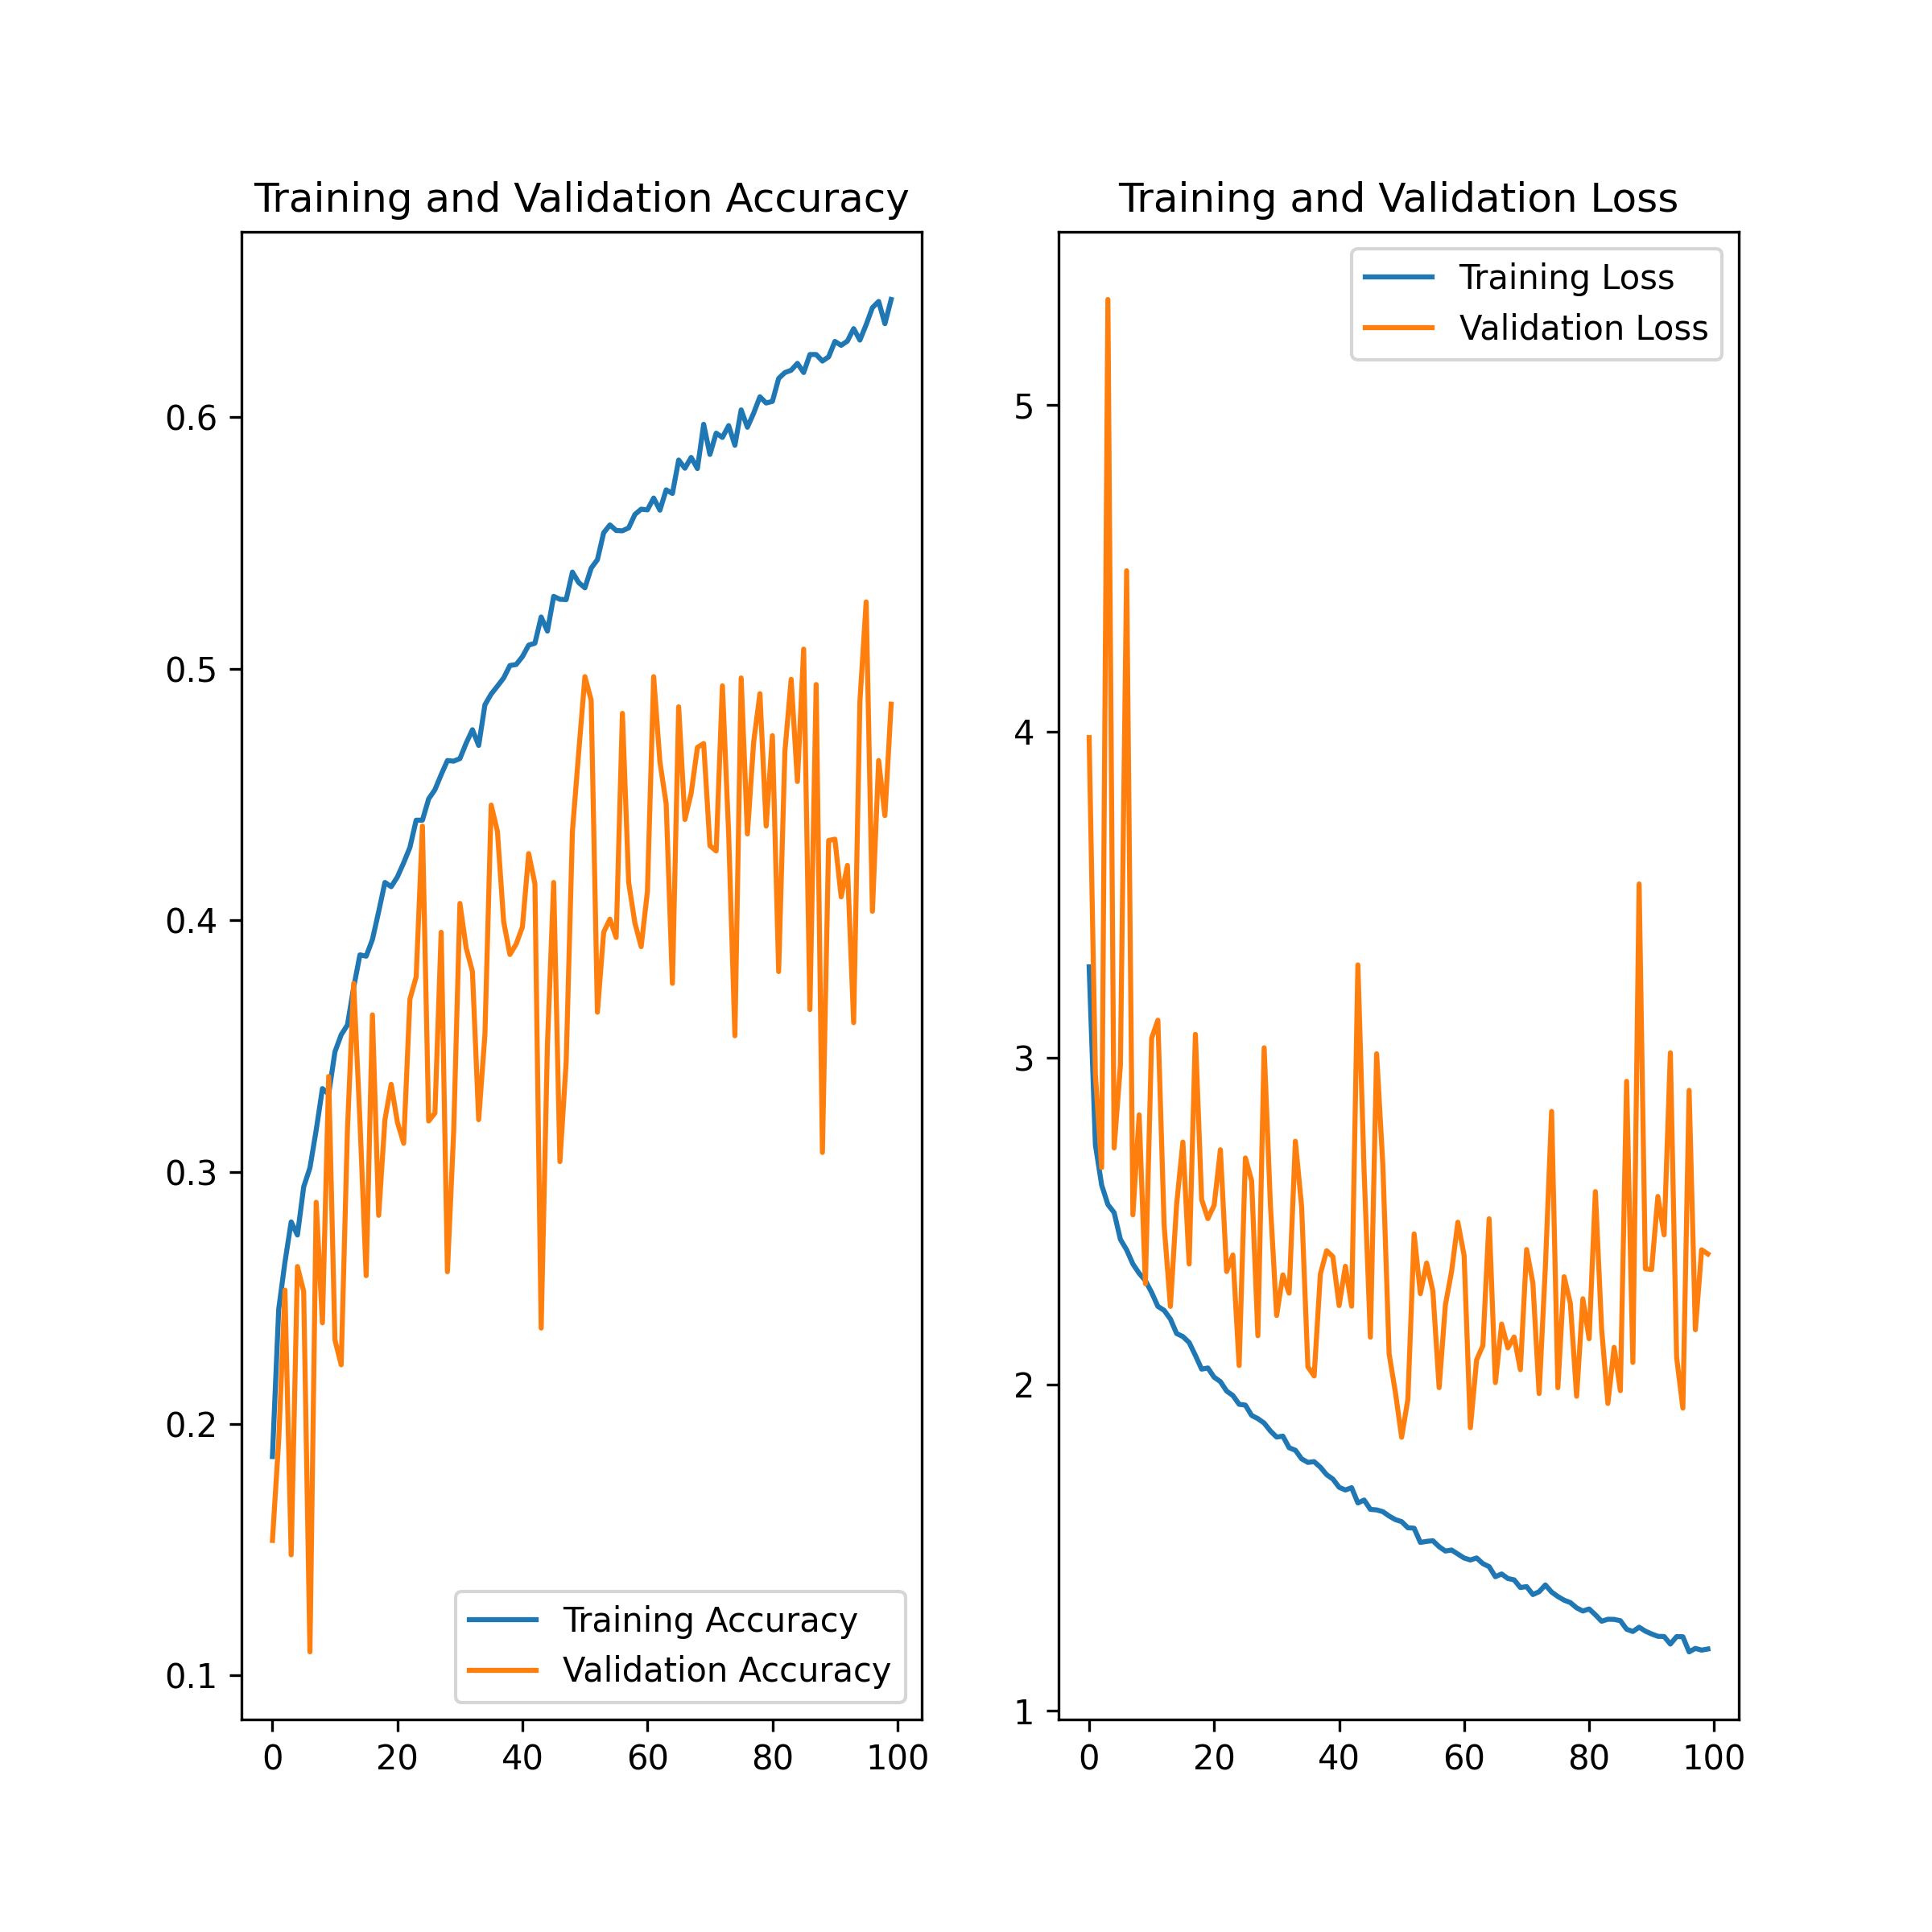 Training and Validation Accuracy
0.6
0.5
0.4
0.3
0.2
0.1
0 20 40 60 80 100
Training Accuracy
Validation Accuracy
Training and Validation Loss
Training Loss
Validation Loss
5
4
3
2
1
0 20 40 60 80 100